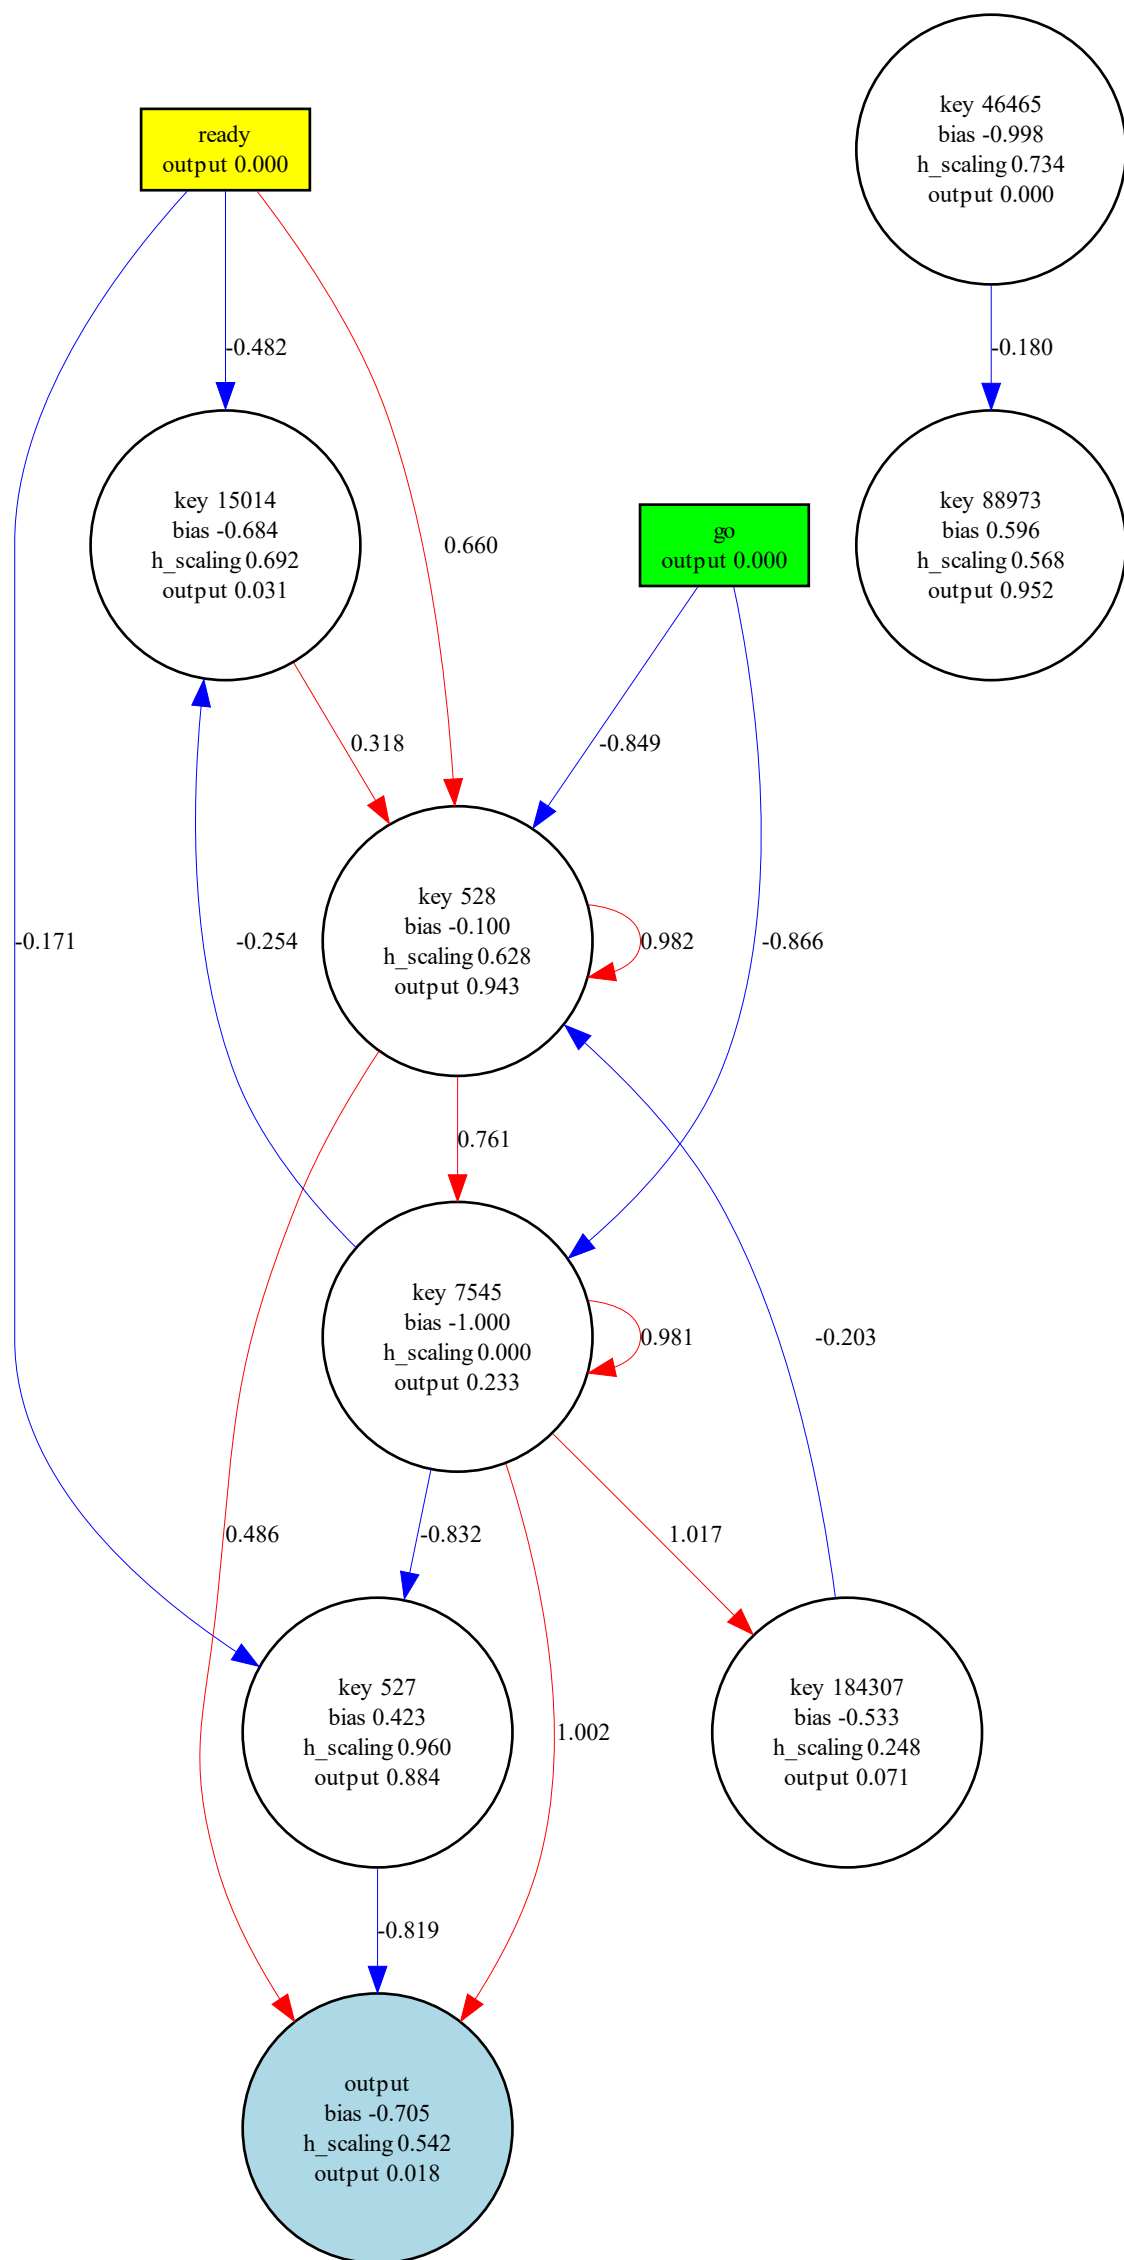 key 46465
bias -0.998
h_scaling 0.734
output 0.000
ready
output 0.000
-0.482
-0.180
key 15014
bias -0.684
h_scaling 0.692
output 0.031
0.660
go
output 0.000
key 88973
bias 0.596
h_scaling 0.568
output 0.952
0.318
-0.849
-0.171
-0.254
key 528
bias -0.100
h_scaling 0.628
output 0.943
0.982
-0.866
0.761
key 7545
bias -1.000
h_scaling 0.000
output 0.233
0.981
-0.203
0.486
-0.832
1.017
key 527
bias 0.423
h_scaling 0.960
output 0.884
1.002
key 184307
bias -0.533
h_scaling 0.248
output 0.071
-0.819
output
bias -0.705
h_scaling 0.542
output 0.018